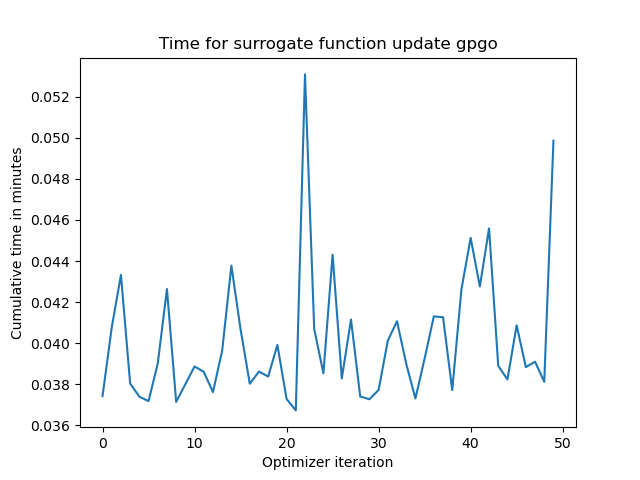 Time for surrogate function update gpgo
Cumulative time in minutes
0.052
0.050
0.048
0.046
0.044
0.042
0.040
0.038
0.036
0 10 20 30 40 50
Optimizer iteration